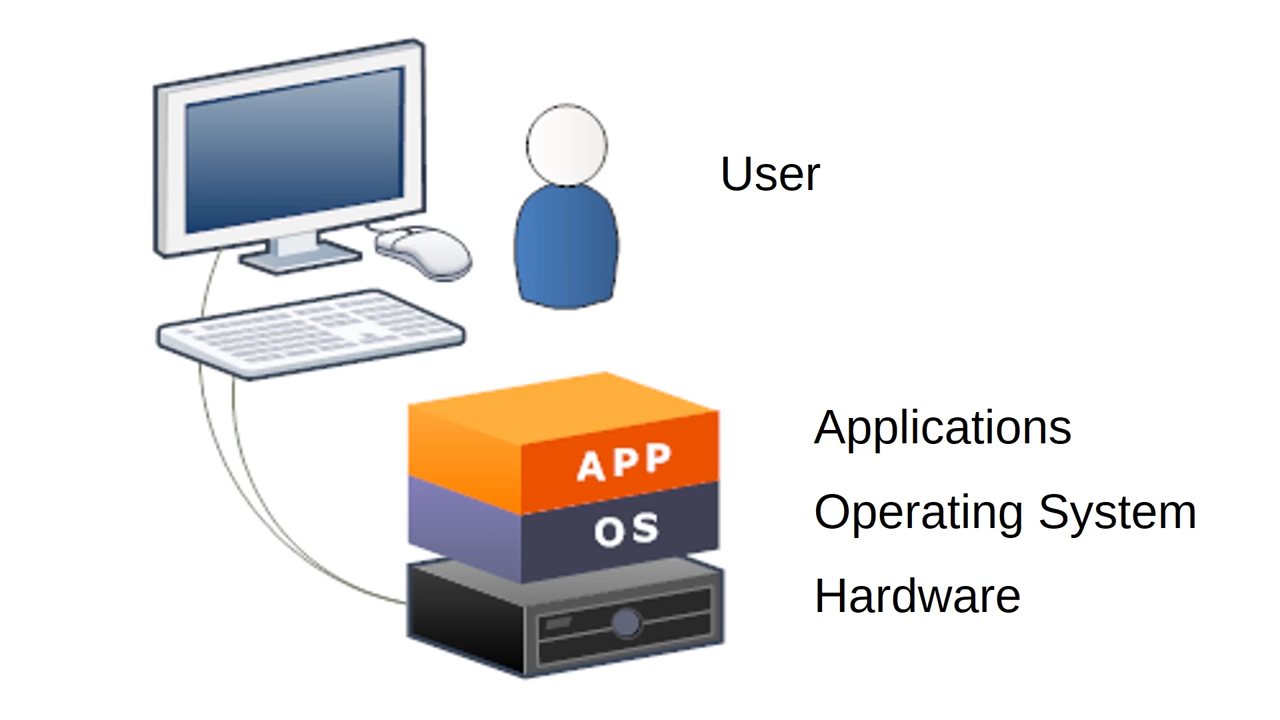 User
Applications
APP
Operating System
OS
Hardware